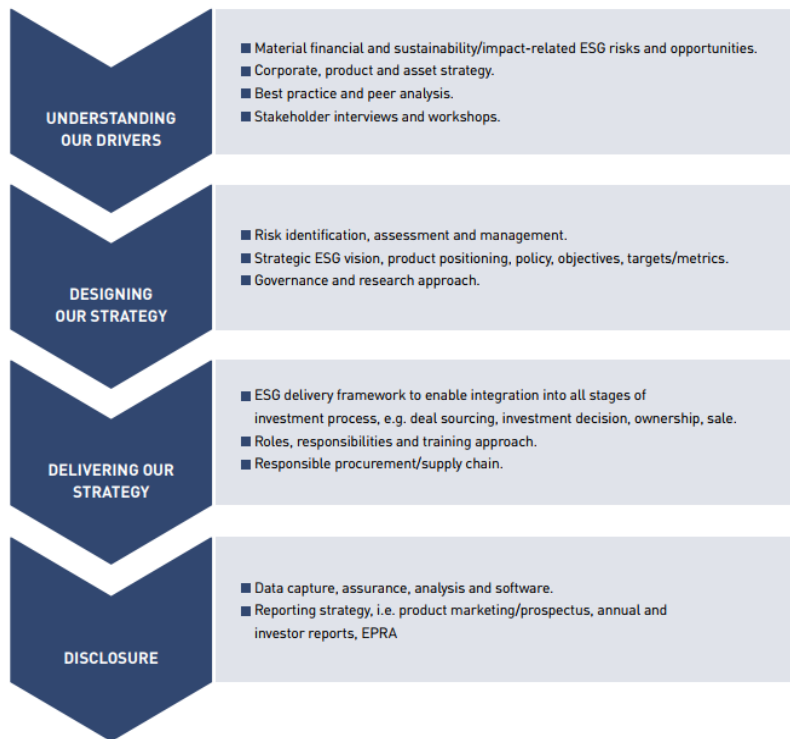 UNDERSTANDING
OUR DRIVERS
■ Material financial and sustainability/impact-related ESG risks and opportunities.
■ Corporate, product and asset strategy.
■ Best practice and peer analysis.
■ Stakeholder interviews and workshops.
DESIGNING
OUR STRATEGY
■ Risk identification, assessment and management.
■ Strategic ESG vision, product positioning, policy, objectives, targets/metrics.
■ Governance and research approach.
DELIVERING OUR
STRATEGY
■ ESG delivery framework to enable integration into all stages of
investment process, e.g. deal sourcing, investment decision, ownership, sale.
■ Roles, responsibilities and training approach.
■ Responsible procurement/supply chain.
DISCLOSURE
■ Data capture, assurance, analysis and software.
■ Reporting strategy, i.e. product marketing/prospectus, annual and
investor reports, EPRA